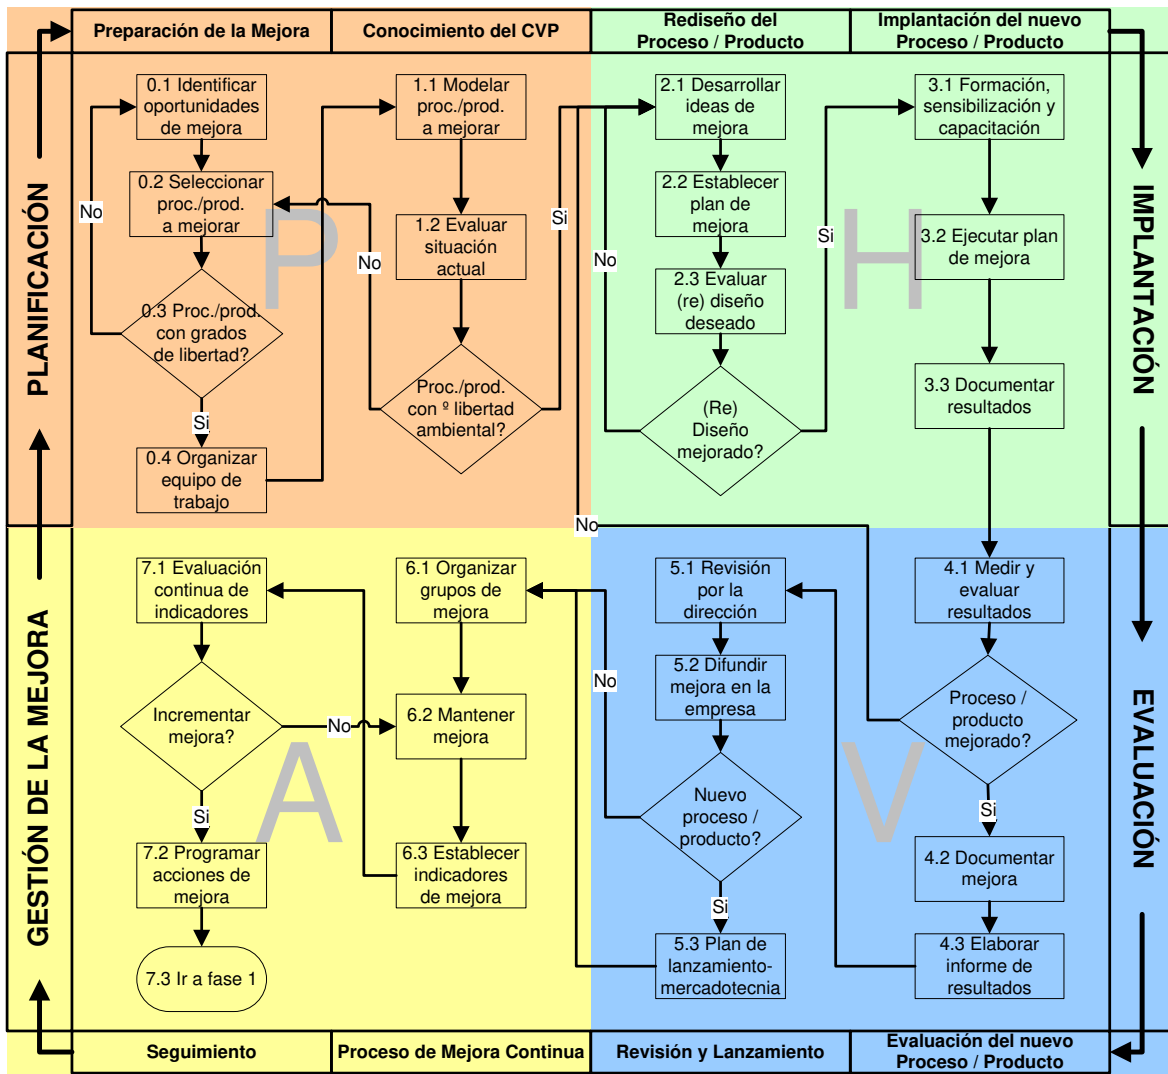 Preparación de la Mejora
Conocimiento del CVP
Rediseño del
Proceso / Producto
Implantación del nuevo
Proceso / Producto
PLANIFICACIÓN
P
0.1 Identificar
oportunidades
de mejora
0.2 Seleccionar
proc./prod.
a mejorar
No
0.3 Proc./prod.
con grados
de libertad?
Si
0.4 Organizar
equipo de
trabajo
1.1 Modelar
proc./prod.
a mejorar
1.2 Evaluar
situación
actual
No
Proc./prod.
con º libertad
ambiental?
Si
H
2.1 Desarrollar
ideas de
mejora
2.2 Establecer
plan de
mejora
2.3 Evaluar
(re) diseño
deseado
No
(Re)
Diseño
mejorado?
Si
3.1 Formación,
sensibilización y
capacitación
3.2 Ejecutar plan
de mejora
3.3 Documentar
resultados
IMPLANTACIÓN
No
GESTIÓN DE LA MEJORA
A
7.1 Evaluación
continua de
indicadores
Incrementar
mejora?
No
Si
7.2 Programar
acciones de
mejora
7.3 Ir a fase 1
6.1 Organizar
grupos de
mejora
6.2 Mantener
mejora
6.3 Establecer
indicadores
de mejora
V
5.1 Revisión
por la
dirección
5.2 Difundir
mejora en la
empresa
No
Nuevo
proceso /
producto?
Si
5.3 Plan de
lanzamiento-
mercadotecnia
4.1 Medir y
evaluar
resultados
Proceso /
producto
mejorado?
Si
4.2 Documentar
mejora
4.3 Elaborar
informe de
resultados
EVALUACIÓN
Seguimiento
Proceso de Mejora Continua
Revisión y Lanzamiento
Evaluación del nuevo
Proceso / Producto